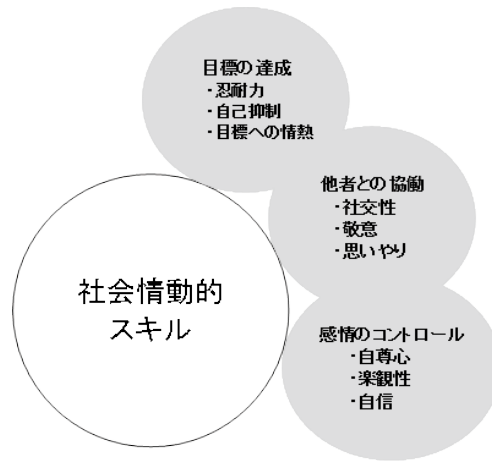 目標の達成
・忍耐力
・自己抑制
・目標への情熱
他者との協働
・社交性
・敬意
・思いやり
社会情動的
スキル
感情のコントロール
・自尊心
・楽観性
・自信